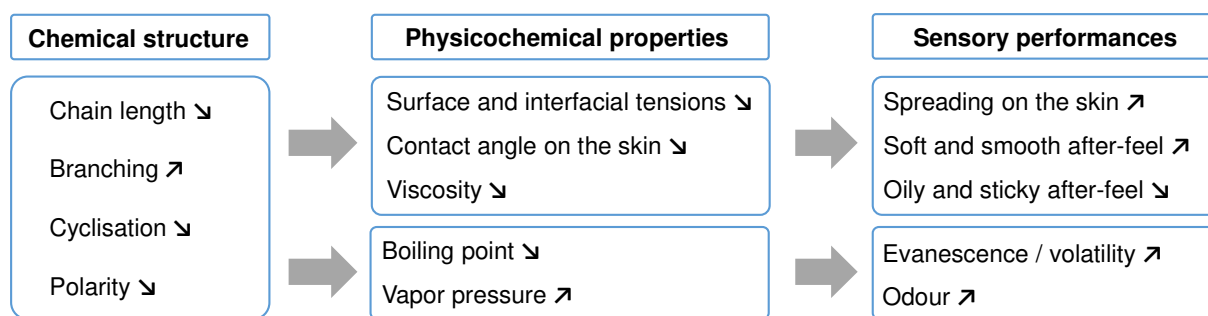 Chemical structure
Chain length ↘
Branching ↗
Cyclisation ↘
Polarity ↘
Physicochemical properties
Surface and interfacial tensions ↘
Contact angle on the skin ↘
Viscosity ↘
Boiling point ↘
Vapor pressure ↗
Sensory performances
Spreading on the skin ↗
Soft and smooth after-feel ↗
Oily and sticky after-feel ↘
Evanescence / volatility ↗
Odour ↗